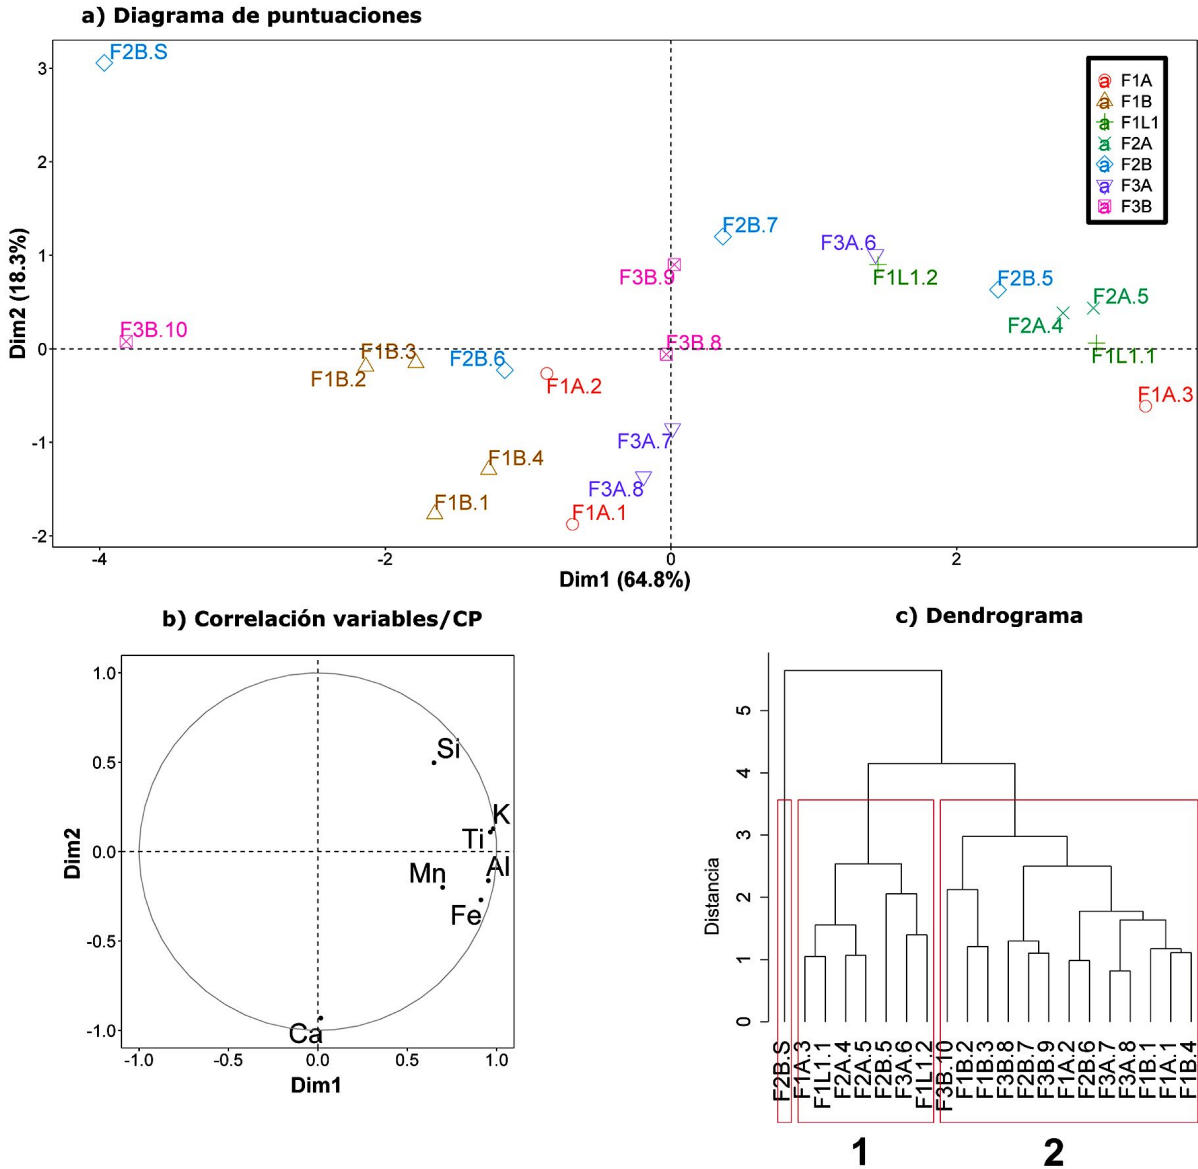 a) Diagrama de puntuaciones
F2B.S
3
a F1A
a F1B
a F1L1
a F2A
a F2B
a F3A
a F3B
2
F2B.7
F3A.6
1
F3B.9
F1L1.2
F2B.5
F2A.5
F2A.4
F3B.10
F3B.8
0
F1B.3
F2B.6
F1L1.1
F1B.2
F1A.2
F1A.3
F3A.7
-1
F1B.4
F3A.8
F1B.1
F1A.1
-2
-4
-2
0
2
Dim2 (18.3%)
Dim1 (64.8%)
b) Correlación variables/CP
1.0
Si
0.5
K
Ti
0.0
Al
Mn
Fe
-0.5
Ca
-1.0
-1.0
-0.5
0.0
0.5
1.0
Dim2
Dim1
c) Dendrograma
5
4
3
2
1
0
Distancia
F2B.S
F1A.3
F1L1.1
F2A.4
F2A.5
F2B.5
F3A.6
F1L1.2
F3B.10
F1B.2
F1B.3
F3B.8
F2B.7
F3B.9
F1A.2
F2B.6
F3A.7
F3A.8
F1B.1
F1A.1
F1B.4
1
2